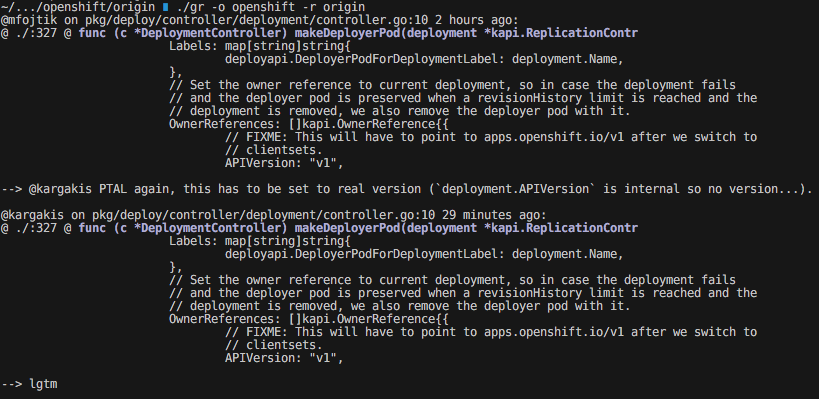 ~/.../openshift/origin ./gr -o openshift -r origin
@mfojtik on pkg/deploy/controller/deployment/controller.go:10 2 hours ago:
@ ./:327 @ func (c *DeploymentController) makeDeployerPod(deployment *kapi.ReplicationContr
Labels: map[string]string{
deployapi.DeployerPodForDeploymentLabel: deployment.Name,
},
// Set the owner reference to current deployment, so in case the deployment fails
// and the deployer pod is preserved when a revisionHistory limit is reached and the
// deployment is removed, we also remove the deployer pod with it.
OwnerReferences: []kapi.OwnerReference{{
// FIXME: This will have to point to apps.openshift.io/v1 after we switch to
// clientsets.
APIVersion: "v1",
--> @kargakis PTAL again, this has to be set to real version (`deployment.APIVersion` is internal so no version...).
@kargakis on pkg/deploy/controller/deployment/controller.go:10 29 minutes ago:
@ ./:327 @ func (c *DeploymentController) makeDeployerPod(deployment *kapi.ReplicationContr
Labels: map[string]string{
deployapi.DeployerPodForDeploymentLabel: deployment.Name,
},
// Set the owner reference to current deployment, so in case the deployment fails
// and the deployer pod is preserved when a revisionHistory limit is reached and the
// deployment is removed, we also remove the deployer pod with it.
OwnerReferences: []kapi.OwnerReference{{
// FIXME: This will have to point to apps.openshift.io/v1 after we switch to
// clientsets.
APIVersion: "v1",
--> lgtm